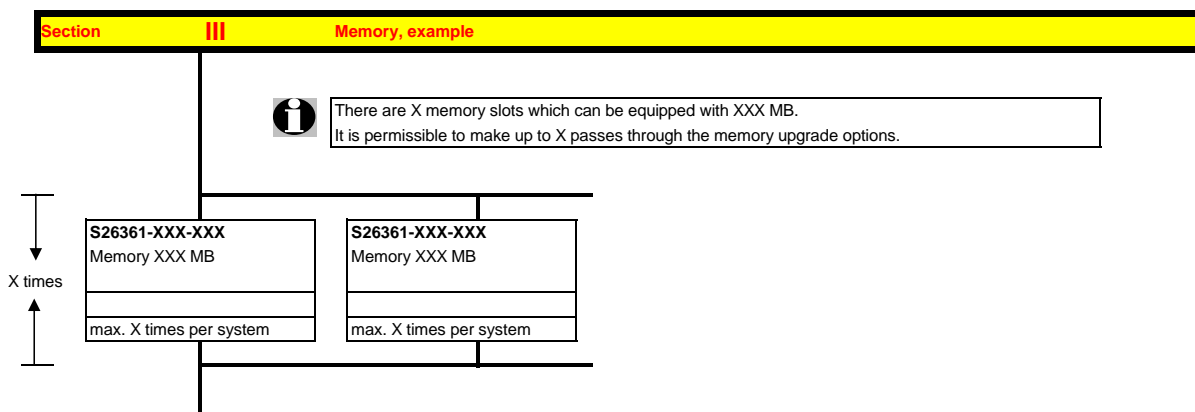 Section III Memory, example
There are X memory slots which can be equipped with XXX MB.
It is permissible to make up to X passes through the memory upgrade options.
S26361-XXX-XXX
Memory XXX MB
max. X times per system
S26361-XXX-XXX
Memory XXX MB
max. X times per system
X times